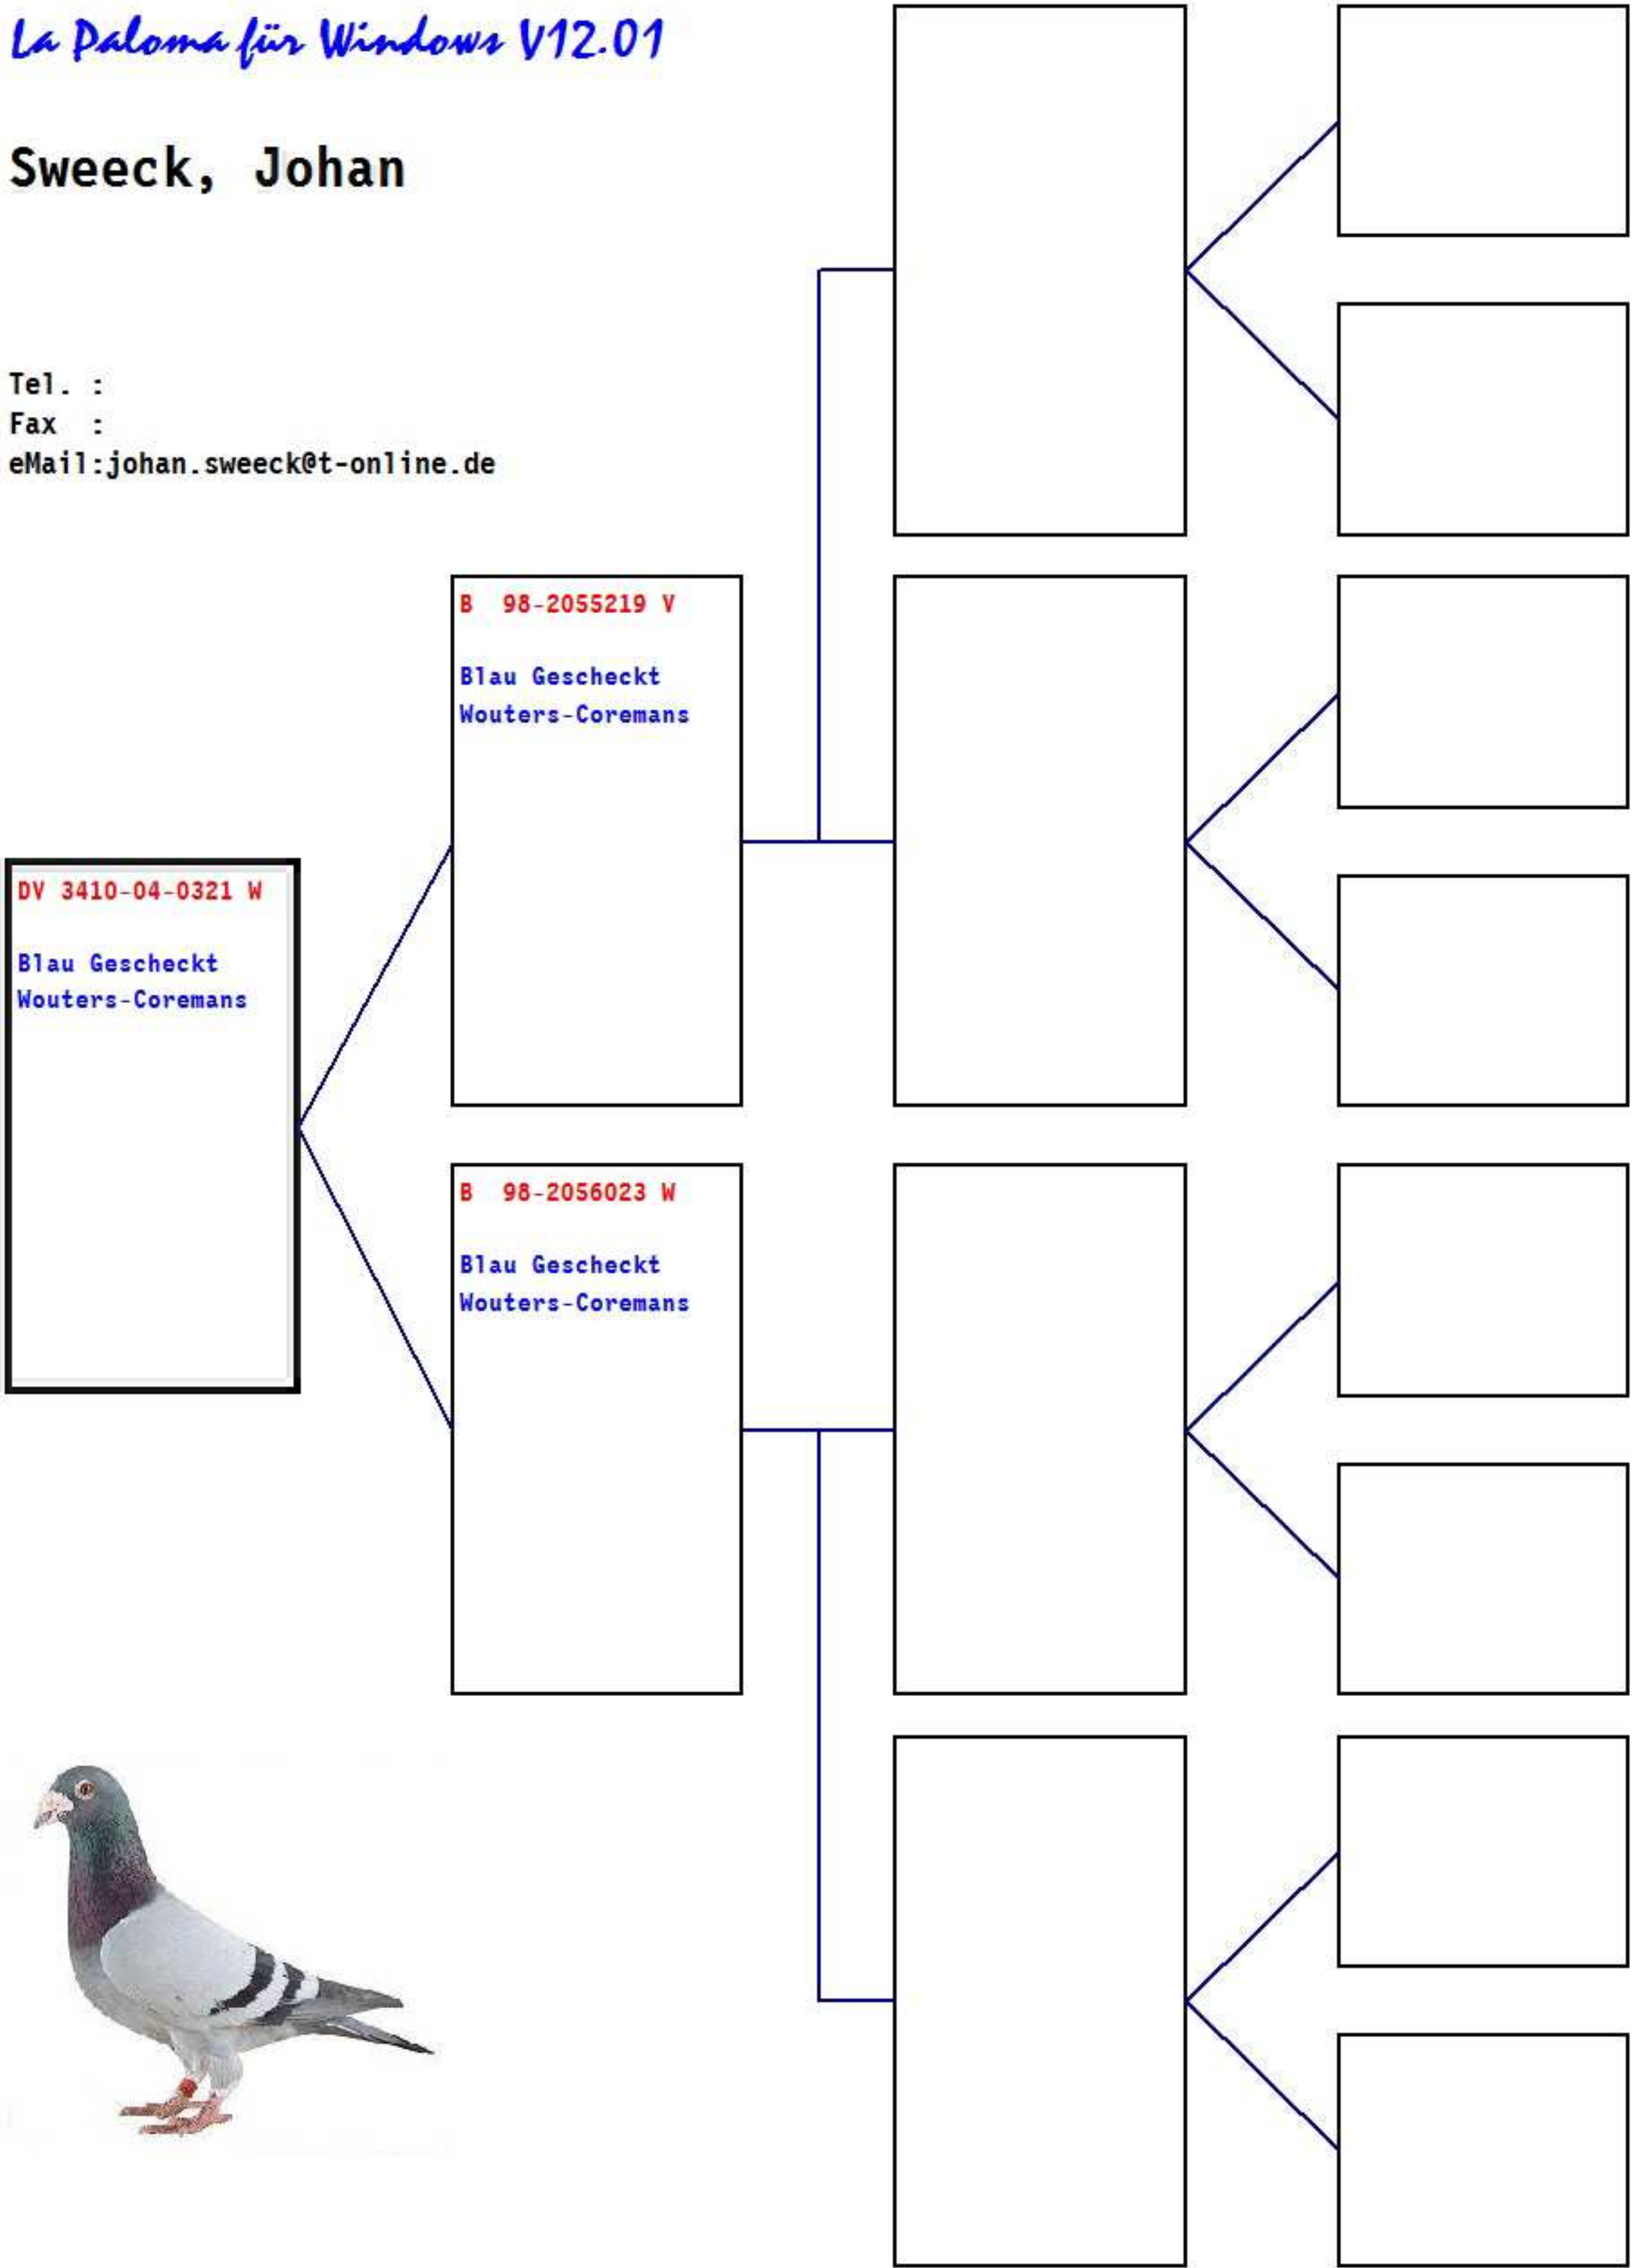 La Paloma für Windows V12.01
Sweeck, Johan
Tel. :
Fax  :
eMail:johan.sweeck@t-online.de
B  98-2055219 V
Blau Gescheckt
Wouters-Coremans
DV 3410-04-0321 W
Blau Gescheckt
Wouters-Coremans
B  98-2056023 W
Blau Gescheckt
Wouters-Coremans